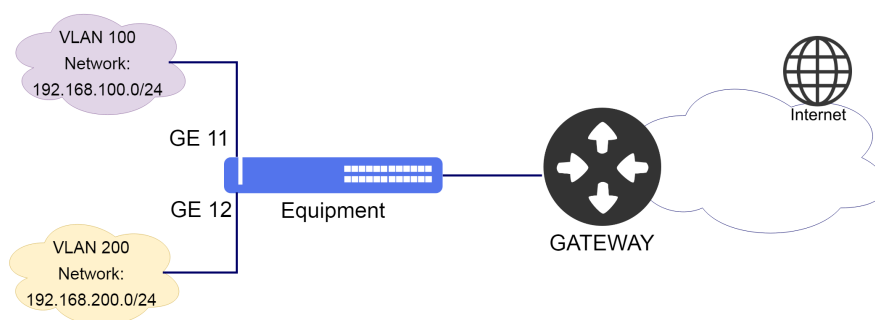 VLAN 100
Network:
192.168.100.0/24
GE 11
GE 12
Equipment
VLAN 200
Network:
192.168.200.0/24
GATEWAY
Internet